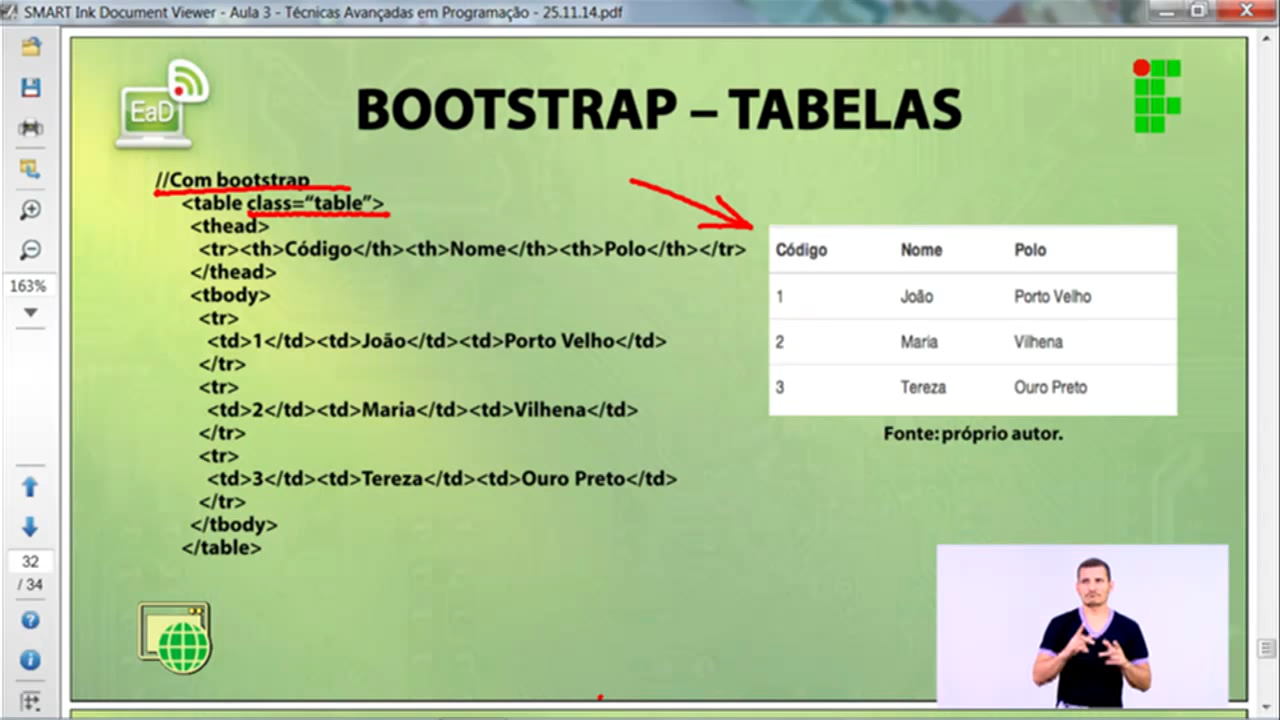 SMART Ink Document Viewer - Aula 3 - Técnicas Avançadas em Programação - 25.11.14.pdf
EaD
BOOTSTRAP – TABELAS
//Com bootstrap
<table class=“table”>
<thead>
<tr><th>Código</th><th>Nome</th><th>Polo</th></tr>
</thead>
<tbody>
<tr>
<td>1</td><td>João</td><td>Porto Velho</td>
</tr>
<tr>
<td>2</td><td>Maria</td><td>Vilhena</td>
</tr>
<tr>
<td>3</td><td>Tereza</td><td>Ouro Preto</td>
</tr>
</tbody>
</table>
Código Nome Polo
1 João Porto Velho
2 Maria Vilhena
3 Tereza Ouro Preto
Fonte: próprio autor.
163%
32
/ 34